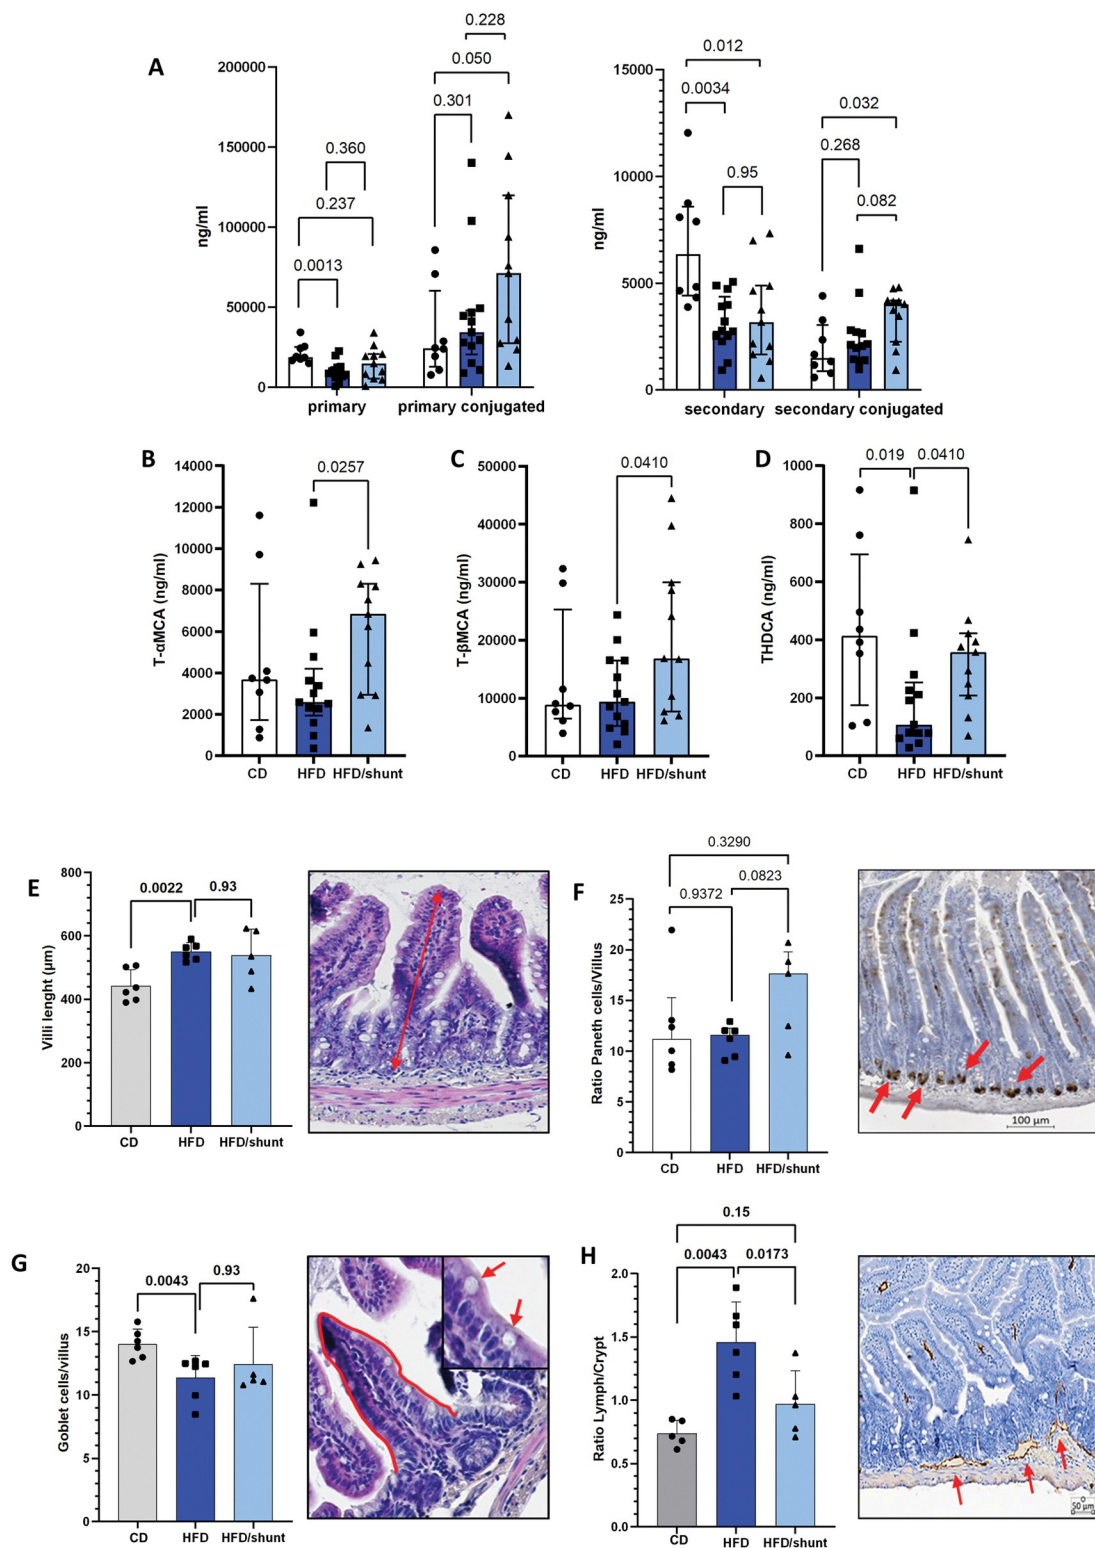 A
0.228
0.050
0.301
0.360
0.237
0.0013
200000
150000
100000
50000
0
ng/ml
primary
primary conjugated
0.012
0.0034
0.032
0.268
0.95
0.082
15000
10000
5000
0
ng/ml
secondary
secondary conjugated
B
0.0257
14000
12000
10000
8000
6000
4000
2000
0
T-αMCA (ng/ml)
CD
HFD
HFD/shunt
C
0.0410
50000
40000
30000
20000
10000
0
T-βMCA (ng/ml)
CD
HFD
HFD/shunt
D
0.019
0.0410
1000
800
600
400
200
0
THDCA (ng/ml)
CD
HFD
HFD/shunt
E
0.0022
0.93
800
600
400
200
0
Villi lenght (μm)
CD
HFD
HFD/shunt
F
0.3290
0.9372
0.0823
25
20
15
10
5
0
Ratio Paneth cells/Villus
CD
HFD
HFD/shunt
100 μm
G
0.0043
0.93
20
15
10
5
0
Goblet cells/villus
CD
HFD
HFD/shunt
H
0.15
0.0043
0.0173
2.0
1.5
1.0
0.5
0.0
Ratio Lymph/Crypt
CD
HFD
HFD/shunt
50 μm